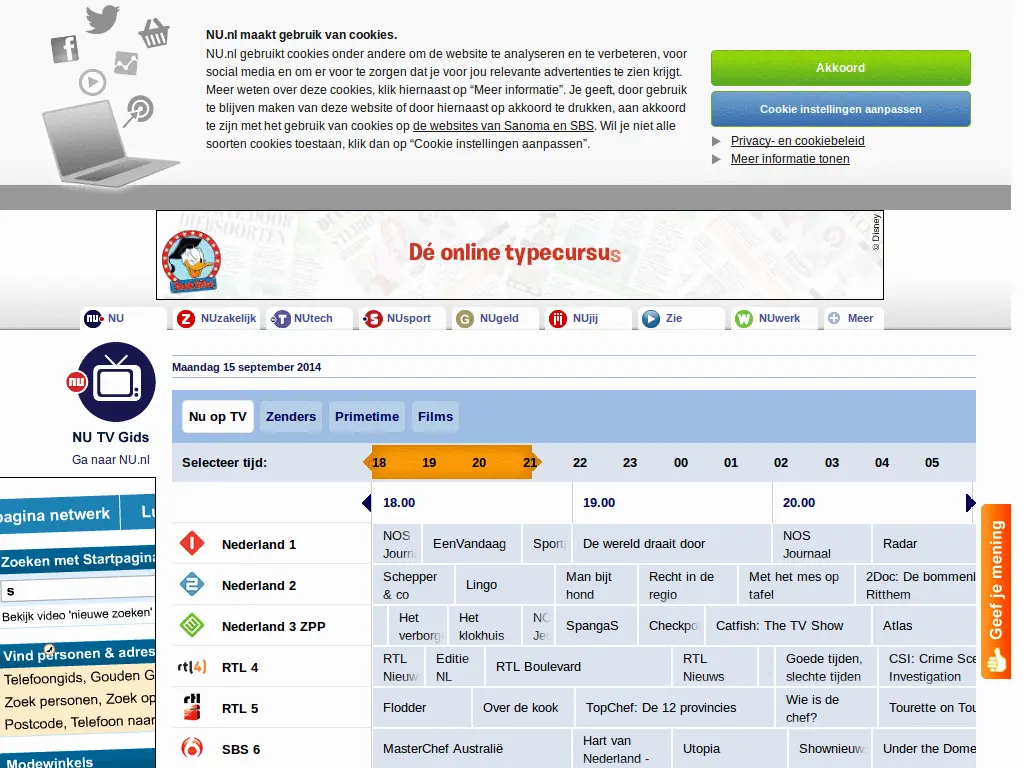 NU.nl maakt gebruik van cookies.
NU.nl gebruikt cookies onder andere om de website te analyseren en te verbeteren, voor
social media en om er voor te zorgen dat je voor jou relevante advertenties te zien krijgt.
Meer weten over deze cookies, klik hiernaast op “Meer informatie”. Je geeft, door gebruik
te blijven maken van deze website of door hiernaast op akkoord te drukken, aan akkoord
te zijn met het gebruik van cookies op de websites van Sanoma en SBS. Wil je niet alle
soorten cookies toestaan, klik dan op “Cookie instellingen aanpassen”.
Akkoord
Cookie instellingen aanpassen
Privacy- en cookiebeleid
Meer informatie tonen
Dé online typecursus
© Disney
NU
NUzakelijk
NUtech
NUsport
NUgeld
NUjij
Zie
NUwerk
Meer
nu
NU TV Gids
Ga naar NU.nl
Maandag 15 september 2014
Nu op TV Zenders Primetime Films
Selecteer tijd: 18 19 20 21 22 23 00 01 02 03 04 05
18.00 19.00 20.00
Nederland 1
NOS
Journ
EenVandaag
Sport
De wereld draait door
NOS
Journaal
Radar
Nederland 2
Schepper
& co
Lingo
Man bijt
hond
Recht in de
regio
Met het mes op
tafel
2Doc: De bommenl
Ritthem
Nederland 3 ZPP
Het
verborg
Het
klokhuis
SpangaS
Checkpo
Catfish: The TV Show
Atlas
RTL 4
RTL
Nieuw
Editie
NL
RTL Boulevard
RTL
Nieuws
Goede tijden,
slechte tijden
CSI: Crime Sce
Investigation
RTL 5
Flodder
Over de kook
TopChef: De 12 provincies
Wie is de
chef?
Tourette on Tou
SBS 6
MasterChef Australië
Hart van
Nederland -
Utopia
Shownieuws
Under the Dome
pagina netwerk
Lu
Zoeken met Startpagina
s
Bekijk video 'nieuwe zoeken'
Vind personen & adres
Telefoongids, Gouden G
Zoek personen, Zoek op
Postcode, Telefoon naar
Modewinkels
Geef je mening